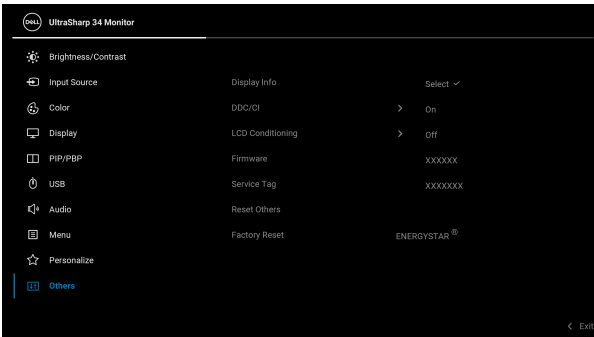 DELL UltraSharp 34 Monitor
Brightness/Contrast
Input Source Display Info Select ✓
Color DDC/CI > On
Display LCD Conditioning > Off
PIP/PBP Firmware XXXXXX
USB Service Tag XXXXXXX
Audio Reset Others
Menu Factory Reset ENERGYSTAR ®
Personalize
Others
< Exit